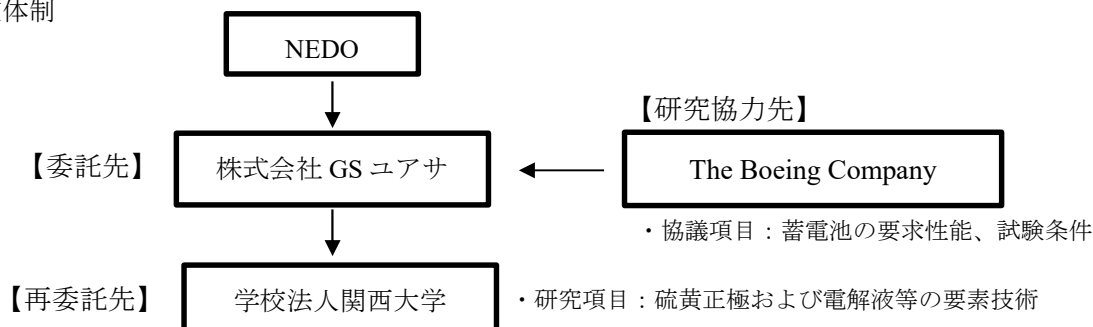 体制
NEDO
【研究協力先】
【委託先】 株式会社 GS ユアサ The Boeing Company
・協議項目：蓄電池の要求性能、試験条件
【再委託先】 学校法人関西大学 ・研究項目：硫黄正極および電解液等の要素技術